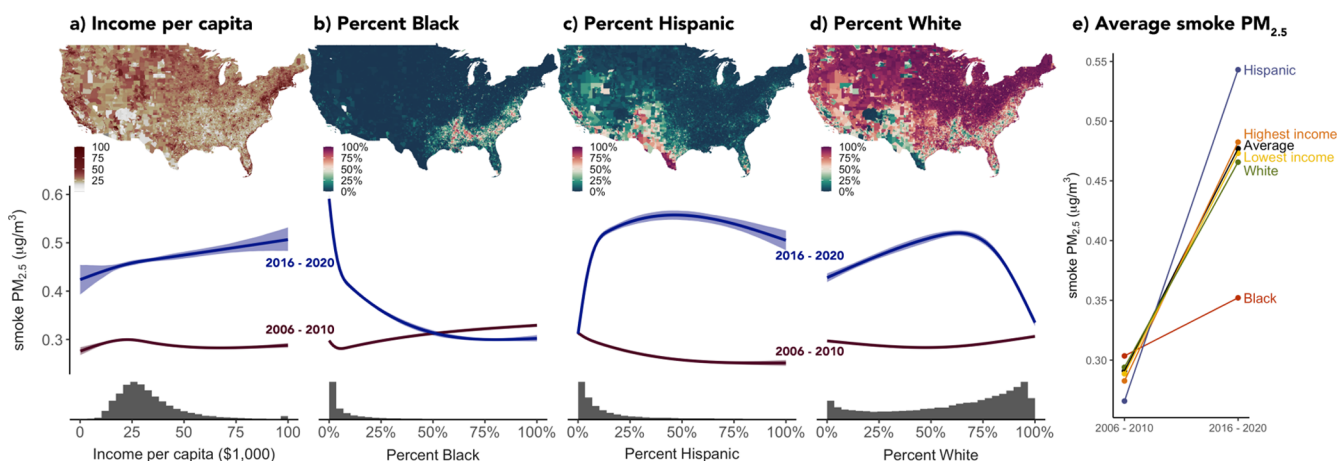 a) Income per capita
b) Percent Black
c) Percent Hispanic
d) Percent White
e) Average smoke PM2.5
100
75
50
25
100%
75%
50%
25%
0%
100%
75%
50%
25%
0%
100%
75%
50%
25%
0%
smoke PM2.5 (µg/m³)
0.6
0.5
0.4
0.3
2016 - 2020
2006 - 2010
2016 - 2020
2006 - 2010
0
25
50
75
100
Income per capita ($1,000)
0%
25%
50%
75%
100%
Percent Black
0%
25%
50%
75%
100%
Percent Hispanic
0%
25%
50%
75%
100%
Percent White
smoke PM2.5 (µg/m³)
0.55
0.50
0.45
0.40
0.35
0.30
Hispanic
Highest income
Average
Lowest income
White
Black
2006 - 2010
2016 - 2020